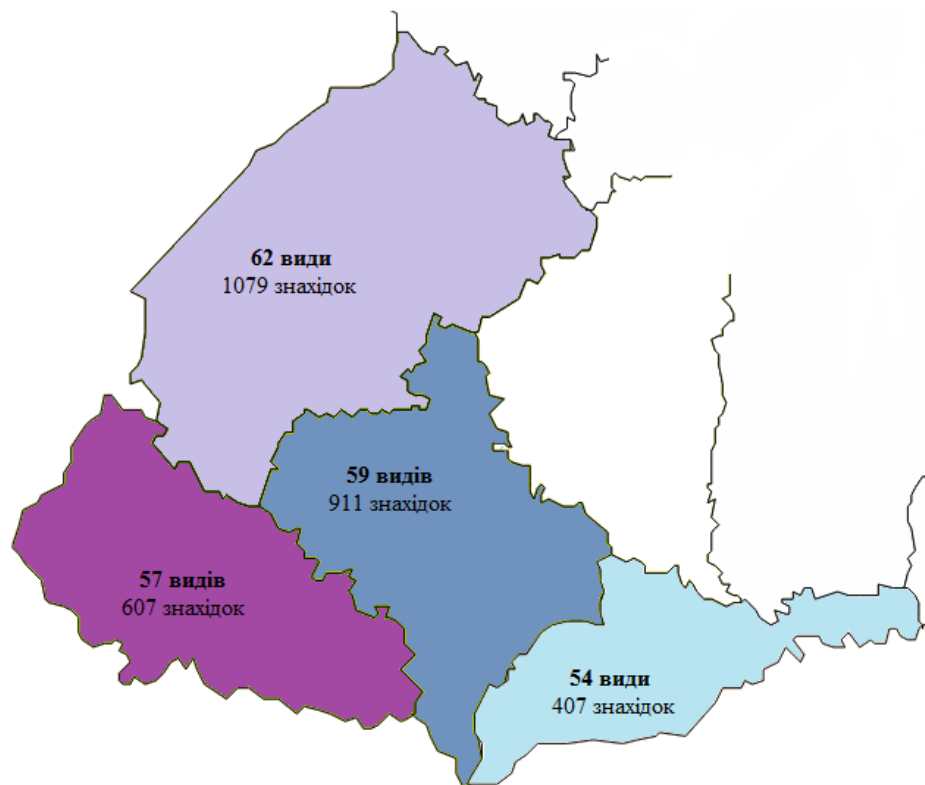 62 види
1079 знахідок
59 видів
911 знахідок
57 видів
607 знахідок
54 види
407 знахідок